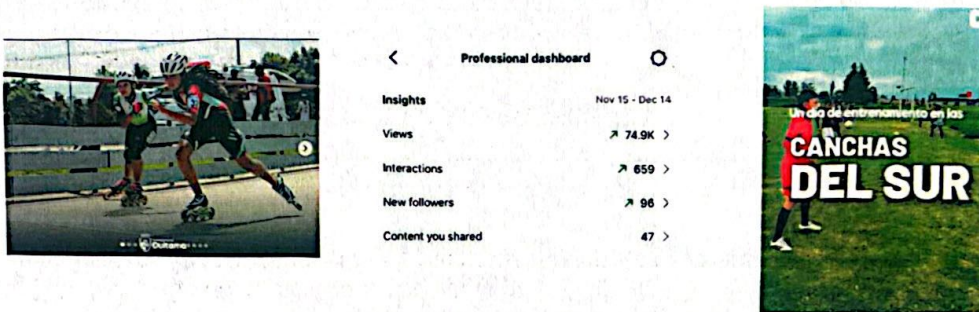 Duitama
Professional dashboard
Insights
Nov 15 - Dec 14
Views
74.9K
Interactions
659
New followers
96
Content you shared
47
Un día de entrenamiento en las
CANCHAS
DEL SUR